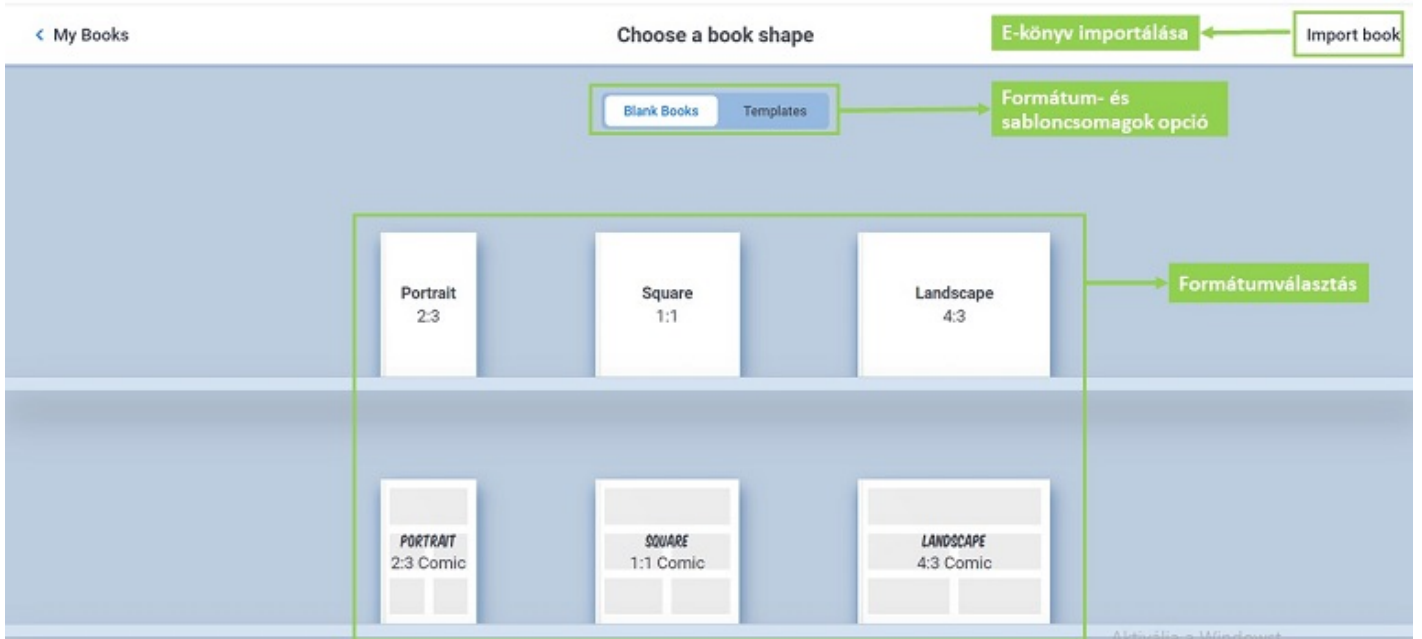 My Books
Choose a book shape
E-könyv importálása
Import book
Blank Books
Templates
Formátum- és
sabloncsomagok opció
Portrait
2:3
Square
1:1
Landscape
4:3
Formátumválasztás
PORTRAIT
2:3 Comic
SQUARE
1:1 Comic
LANDSCAPE
4:3 Comic
Aktiválja a Windowst